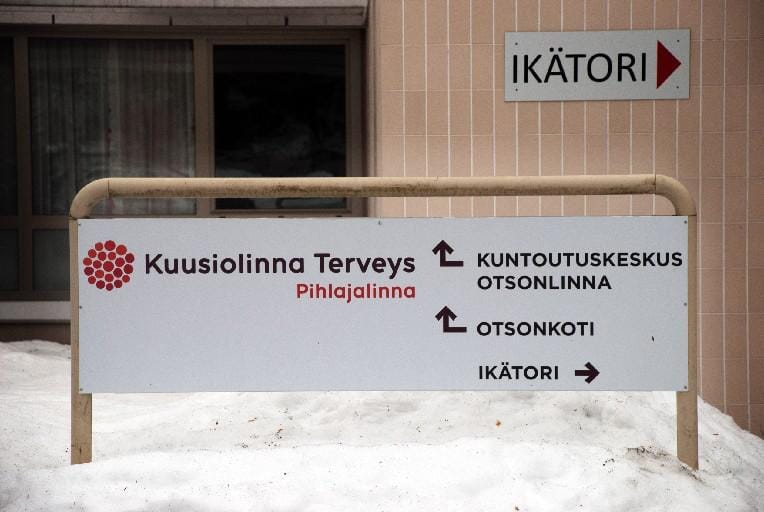 IKÄTORI
Kuusiolinna Terveys
Pihlajalinna
KUNTOUTUSKESKUS
OTSONLINNA
OTSONKOTI
IKÄTORI